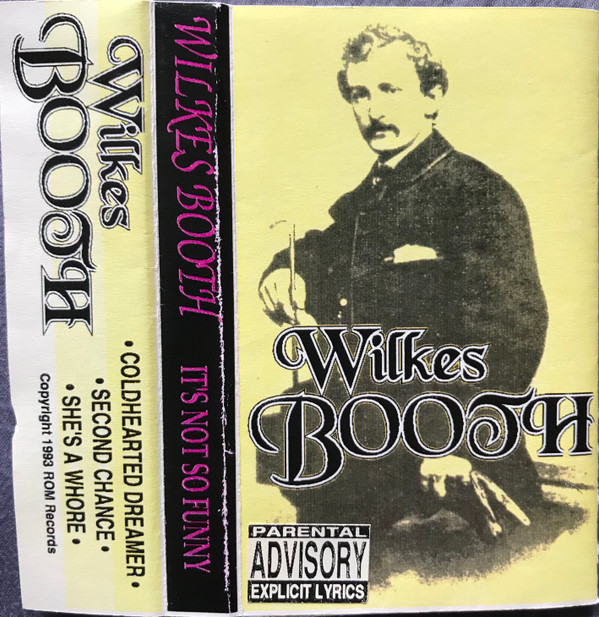 Wilkes
BOOTH
• COLDHEARTED DREAMER •
• SECOND CHANCE •
• SHE'S A WHORE •
Copyright 1993 ROM Records
WILKES BOOTH IT'S NOT SO FUNNY
Wilkes
BOOTH
PARENTAL
ADVISORY
EXPLICIT LYRICS